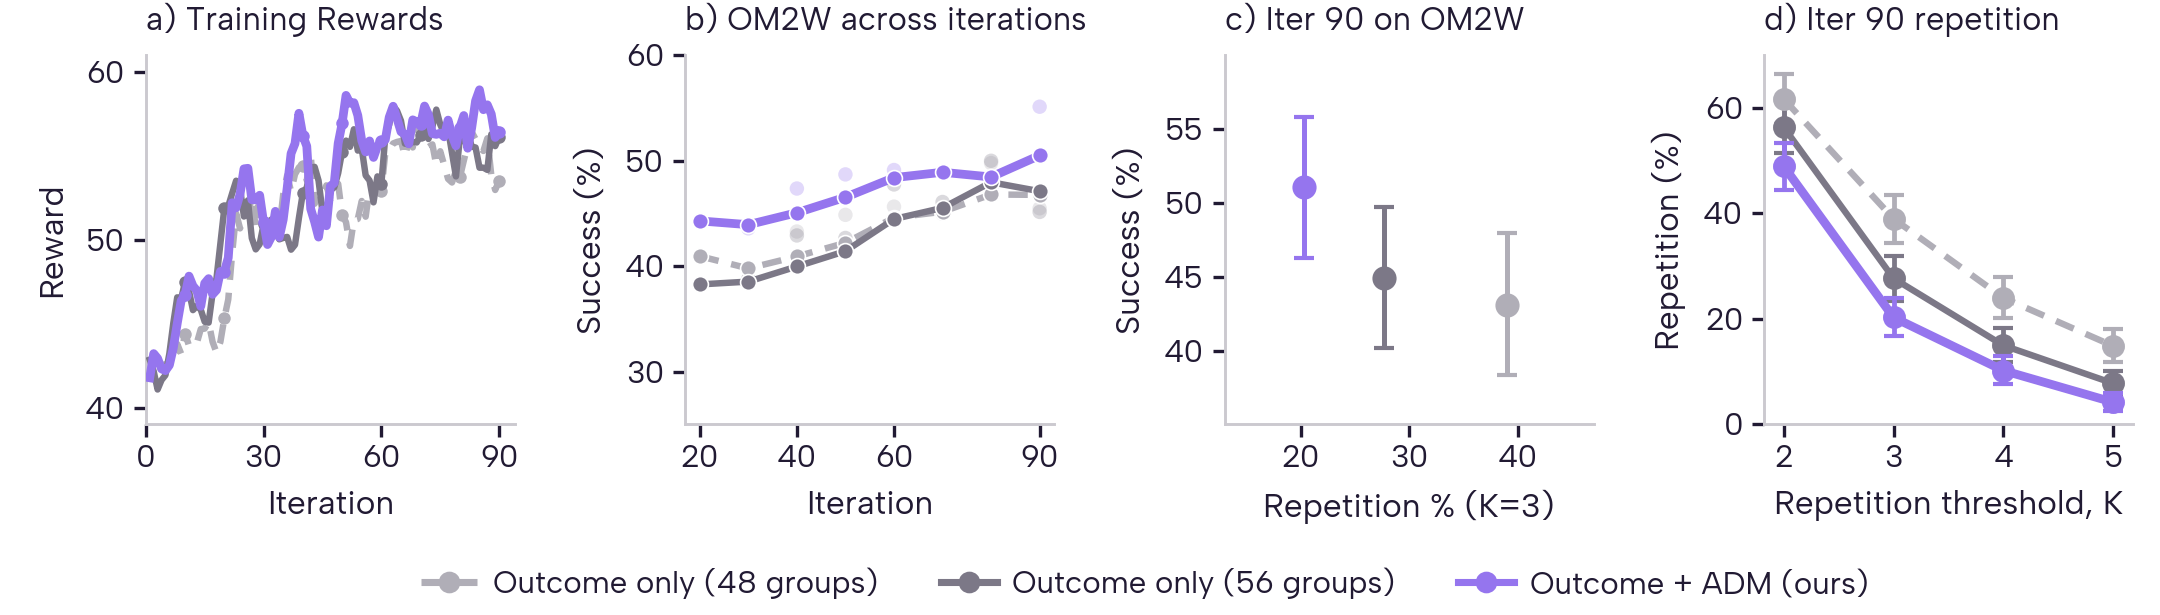 a) Training Rewards
60
50
40
Reward
0 30 60 90
Iteration
b) OM2W across iterations
60
50
40
30
Success (%)
20 40 60 90
Iteration
c) Iter 90 on OM2W
55
50
45
40
Success (%)
20 30 40
Repetition % (K=3)
d) Iter 90 repetition
60
40
20
0
Repetition (%)
2 3 4 5
Repetition threshold, K
Outcome only (48 groups) Outcome only (56 groups) Outcome + ADM (ours)